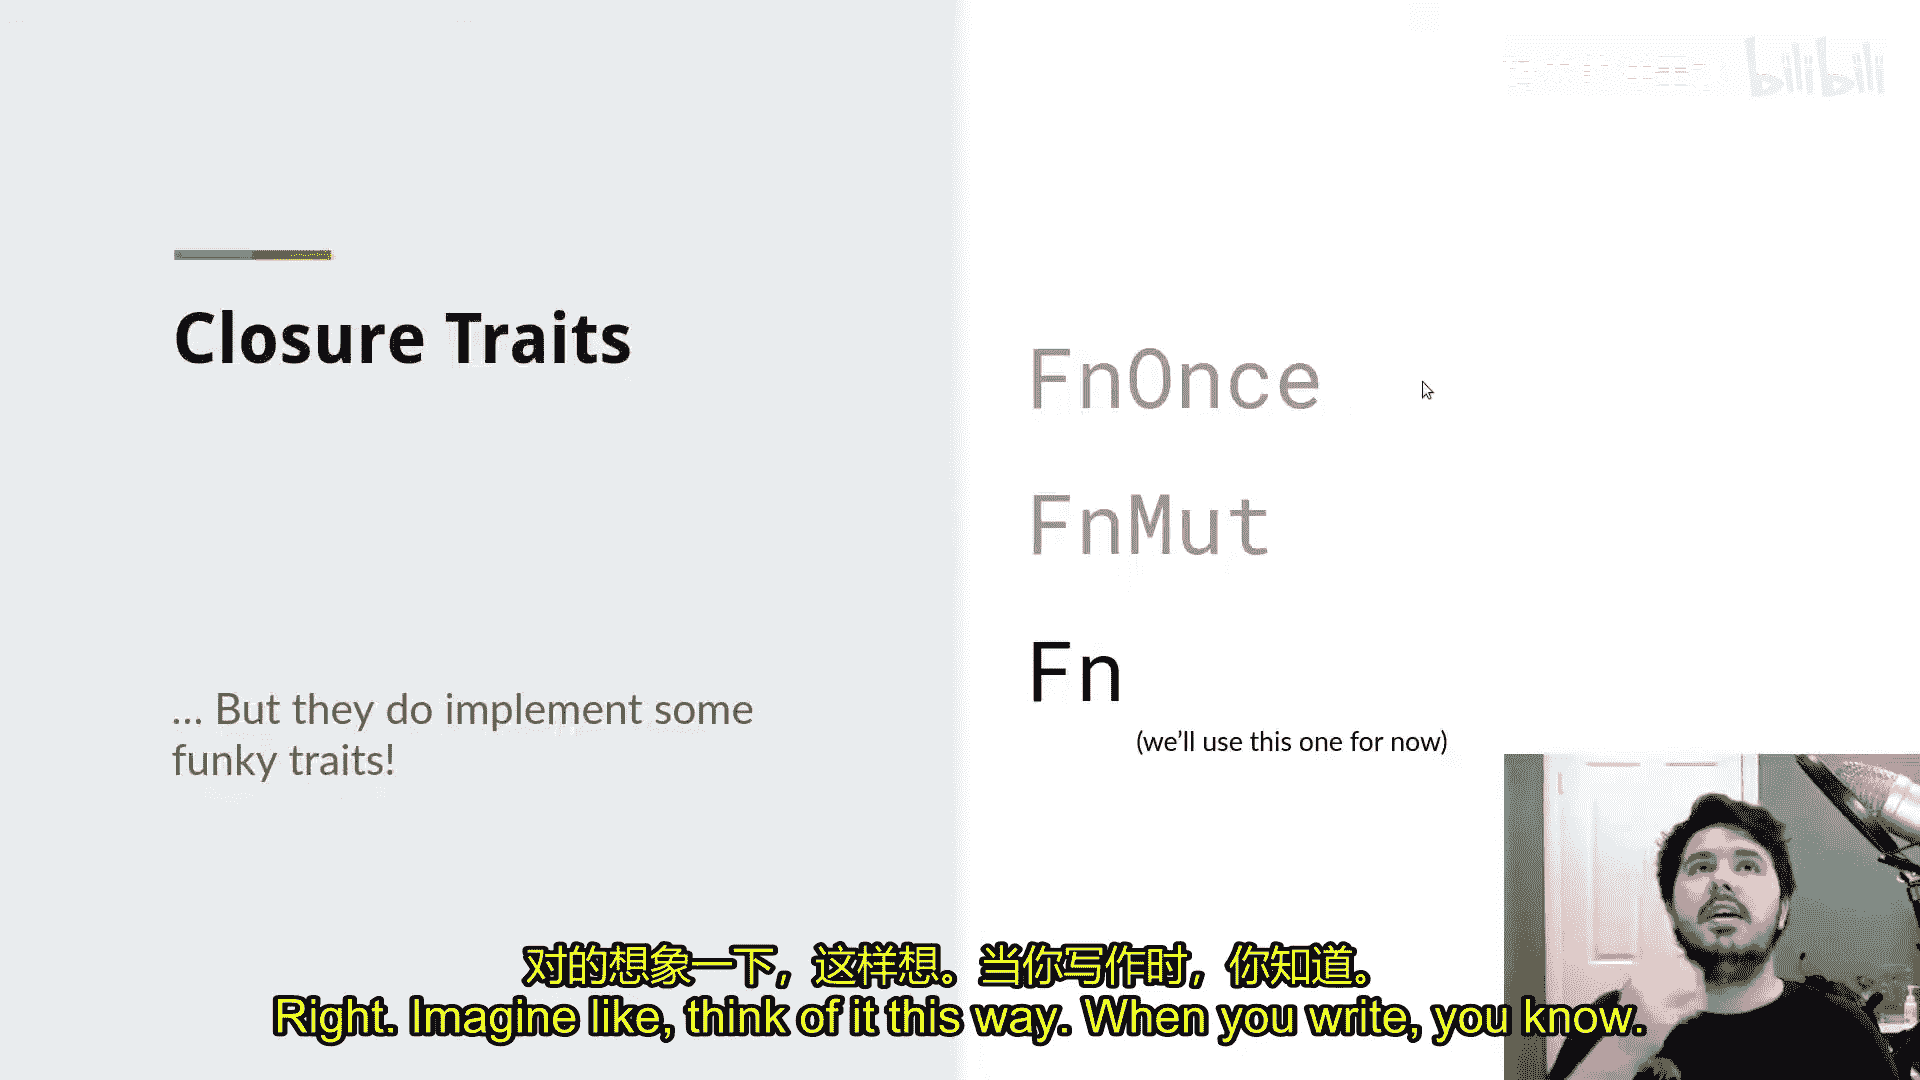 bilibili
Closure Traits
... But they do implement some
funky traits!
FnOnce
FnMut
Fn
(we’ll use this one for now)
对的想象一下，这样想。当你写作时，你知道。
Right. Imagine like, think of it this way. When you write, you know.